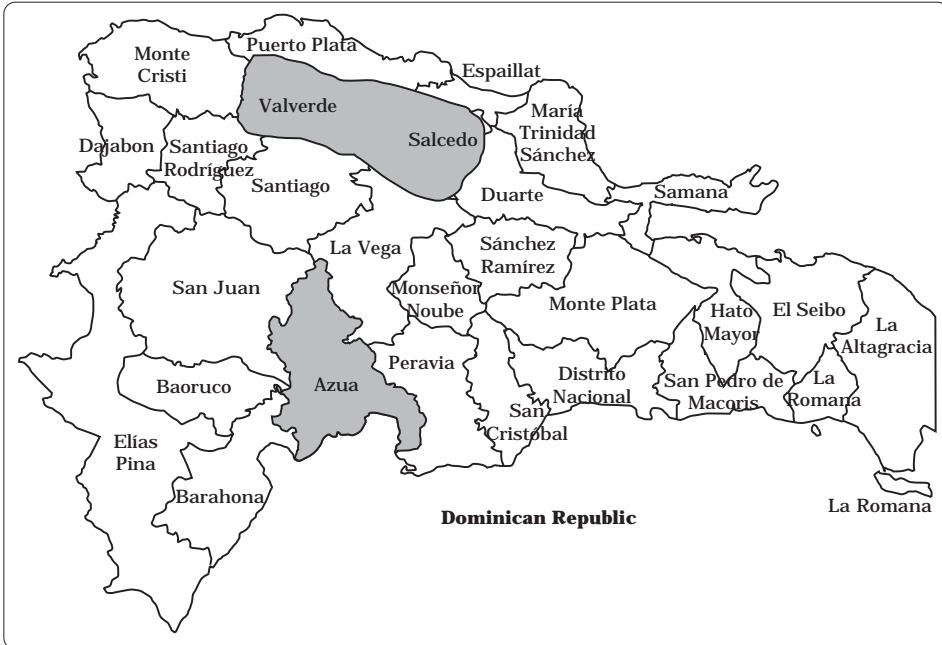 Puerto Plata
Monte
Cristi
Espaillat
Valverde
María
Trinidad
Sánchez
Salcedo
Dajabon
Santiago
Rodríguez
Santiago
Duarte
Samana
La Vega
Sánchez
Ramírez
San Juan
Monseñor
Noube
Monte Plata
Hato
Mayor
El Seibo
La
Altagracia
Peravia
Baoruco
Azua
Distrito
Nacional
San Pedro de
Macoris
La
Romana
San
Cristóbal
Elías
Pina
Barahona
La Romana
Dominican Republic